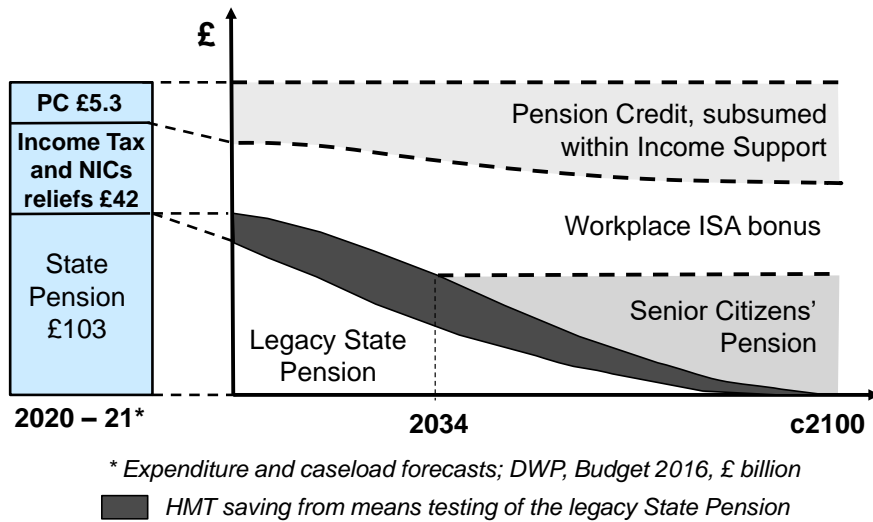 £
PC £5.3
Income Tax
and NICs
reliefs £42
State
Pension
£103
2020 – 21*
Pension Credit, subsumed
within Income Support
Workplace ISA bonus
Senior Citizens’
Pension
Legacy State
Pension
2034
c2100
* Expenditure and caseload forecasts; DWP, Budget 2016, £ billion
HMT saving from means testing of the legacy State Pension